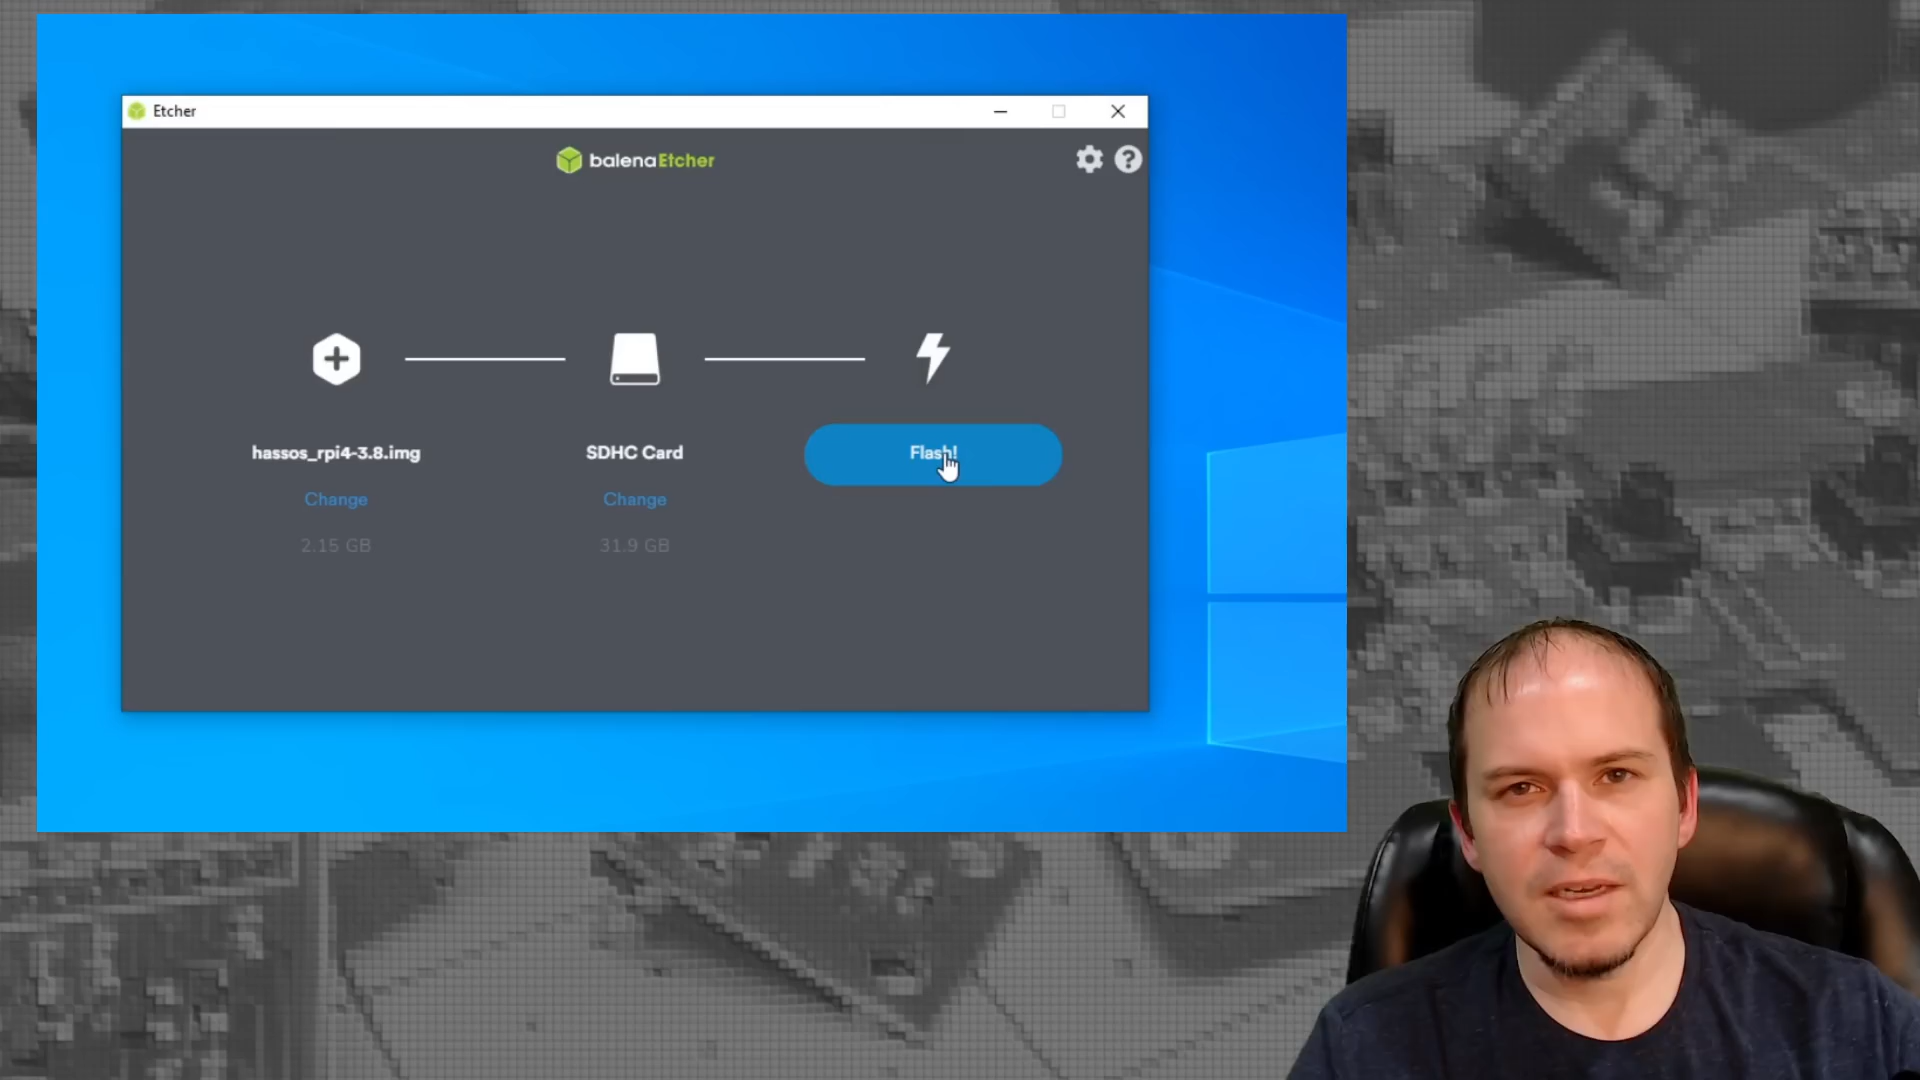 Etcher
balenaEtcher
hassos_rpi4-3.8.img
SDHC Card
Flash!
Change
Change
2.15 GB
31.9 GB